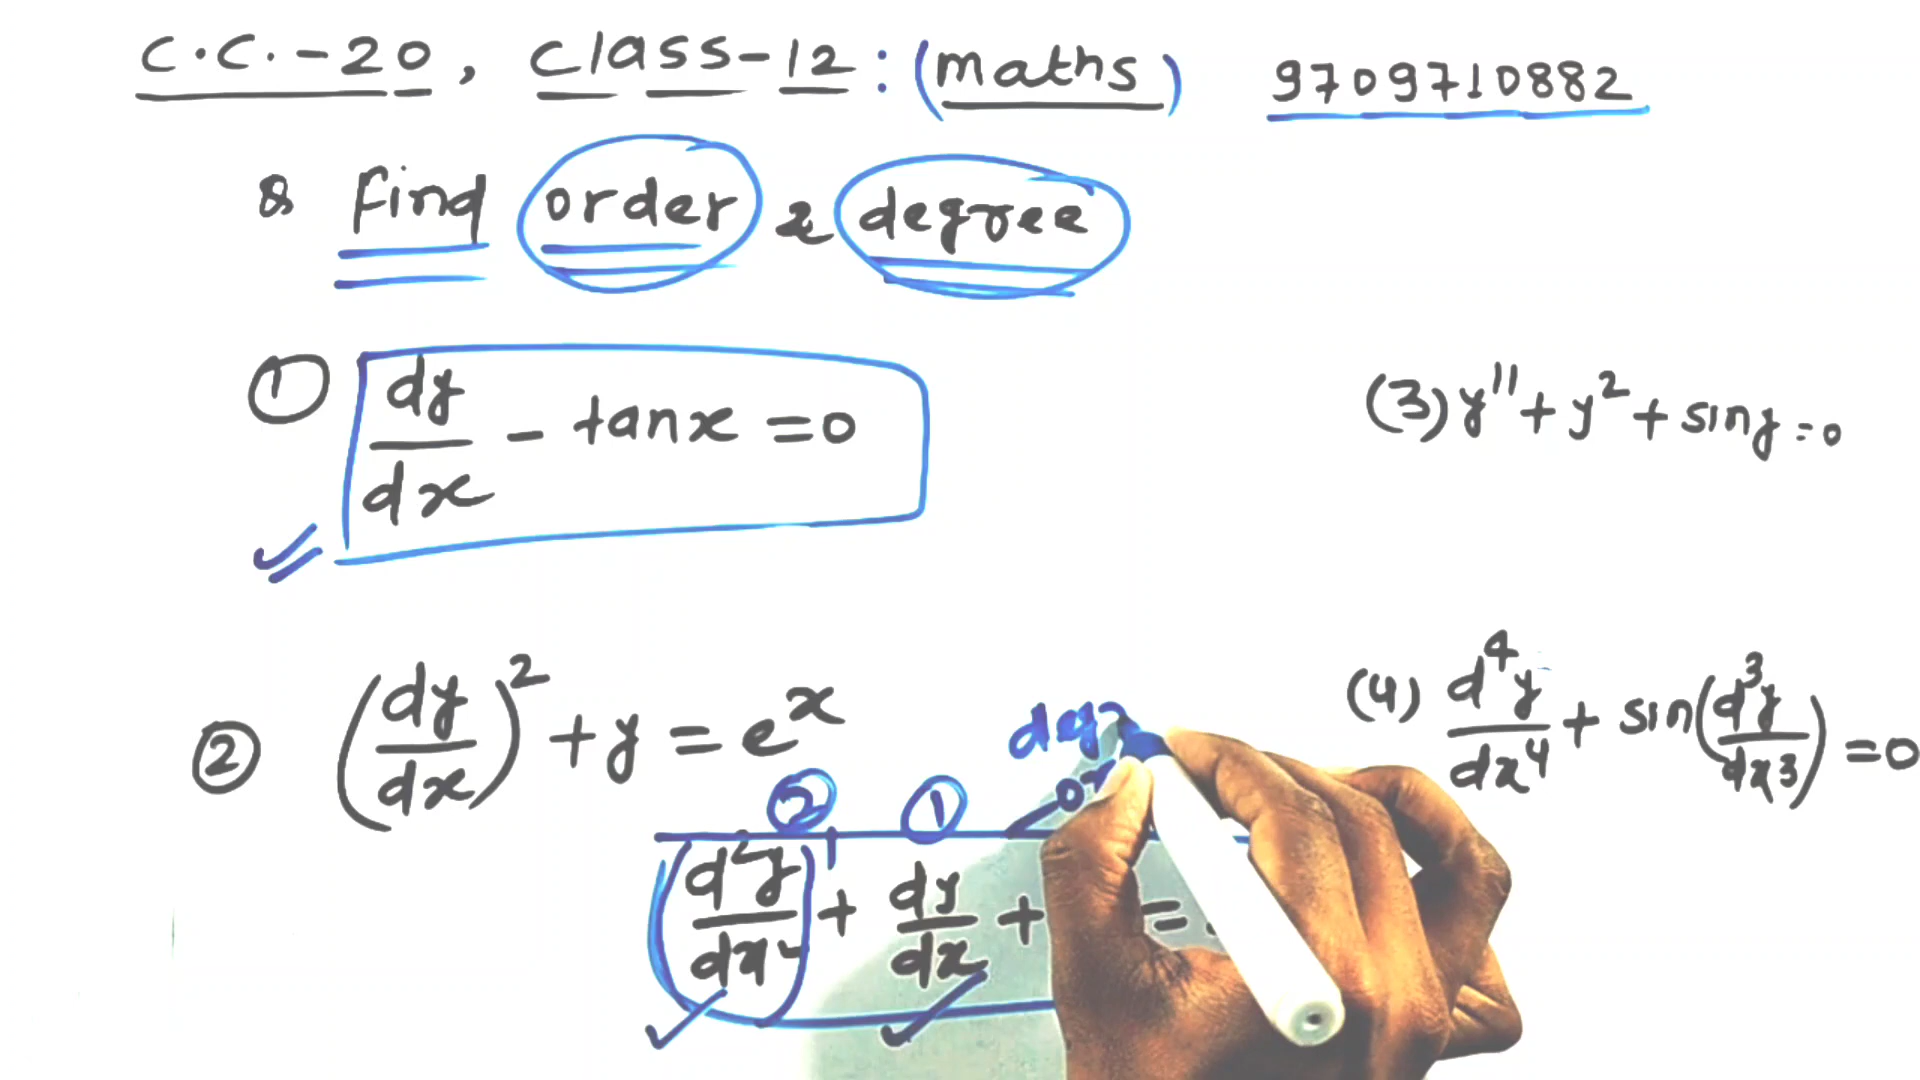 C.C.-20, Class-12: (maths) 9709710882
Q Find order & degree
① dy/dx - tanx = 0
(3) y'' + y² + siny = 0
② (dy/dx)² + y = eˣ
(4) d⁴y/dx⁴ + sin(d³y/dx³) = 0
② ①
d²y/dx² + dy/dx + =